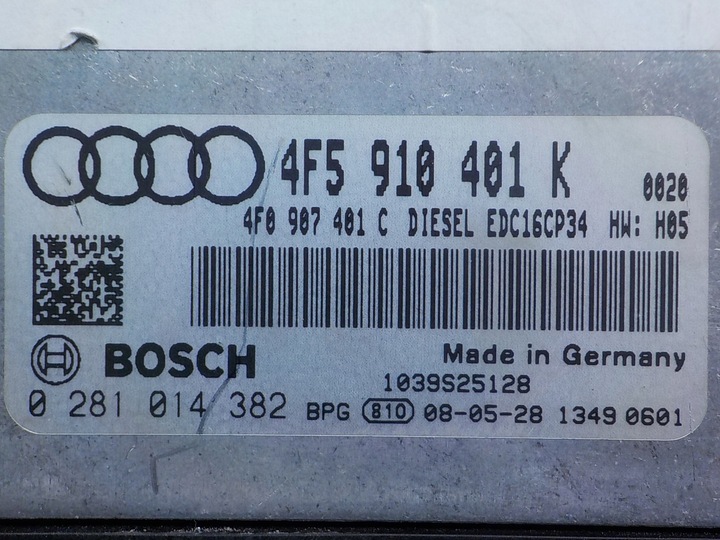 4F5 910 401 K 0020
4F0 907 401 C DIESEL EDC16CP34 HW: H05
BOSCH Made in Germany
1039S25128
0 281 014 382 BPG 810 08-05-28 1349 0601